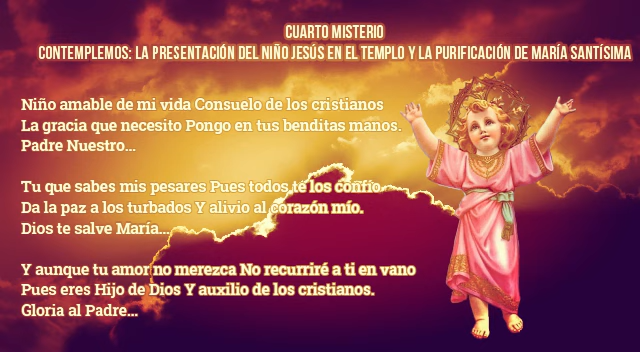 CUARTO MISTERIO
CONTEMPLEMOS: LA PRESENTACIÓN DEL NIÑO JESÚS EN EL TEMPLO Y LA PURIFICACIÓN DE MARÍA SANTÍSIMA
Niño amable de mi vida Consuelo de los cristianos
La gracia que necesito Pongo en tus benditas manos.
Padre Nuestro...
Tu que sabes mis pesares Pues todos te los confío
Da la paz a los turbados Y alivio al corazón mío.
Dios te salve María...
Y aunque tu amor no merezca No recurriré a ti en vano
Pues eres Hijo de Dios Y auxilio de los cristianos.
Gloria al Padre...